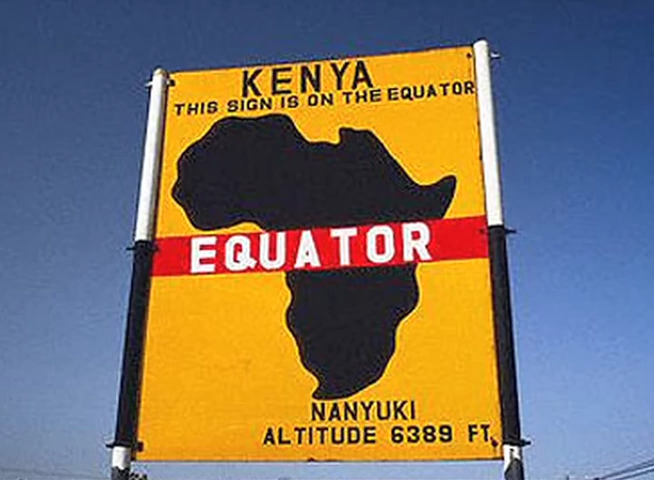 KENYA
THIS SIGN IS ON THE EQUATOR
EQUATOR
NANYUKI
ALTITUDE 6389 FT.